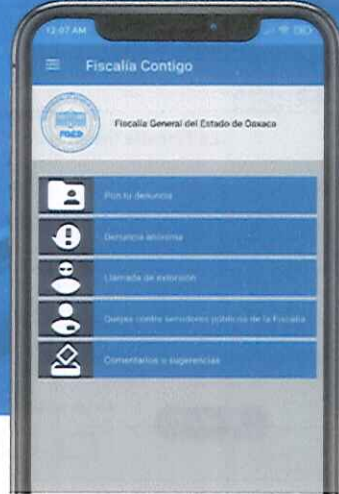 12:07 AM
Fiscalía Contigo
FGEO
Fiscalía General del Estado de Oaxaca
Pon tu denuncia
Denuncia anónima
Llamada de extorsión
Quejas contra servidores públicos de la Fiscalía
Comentarios o sugerencias